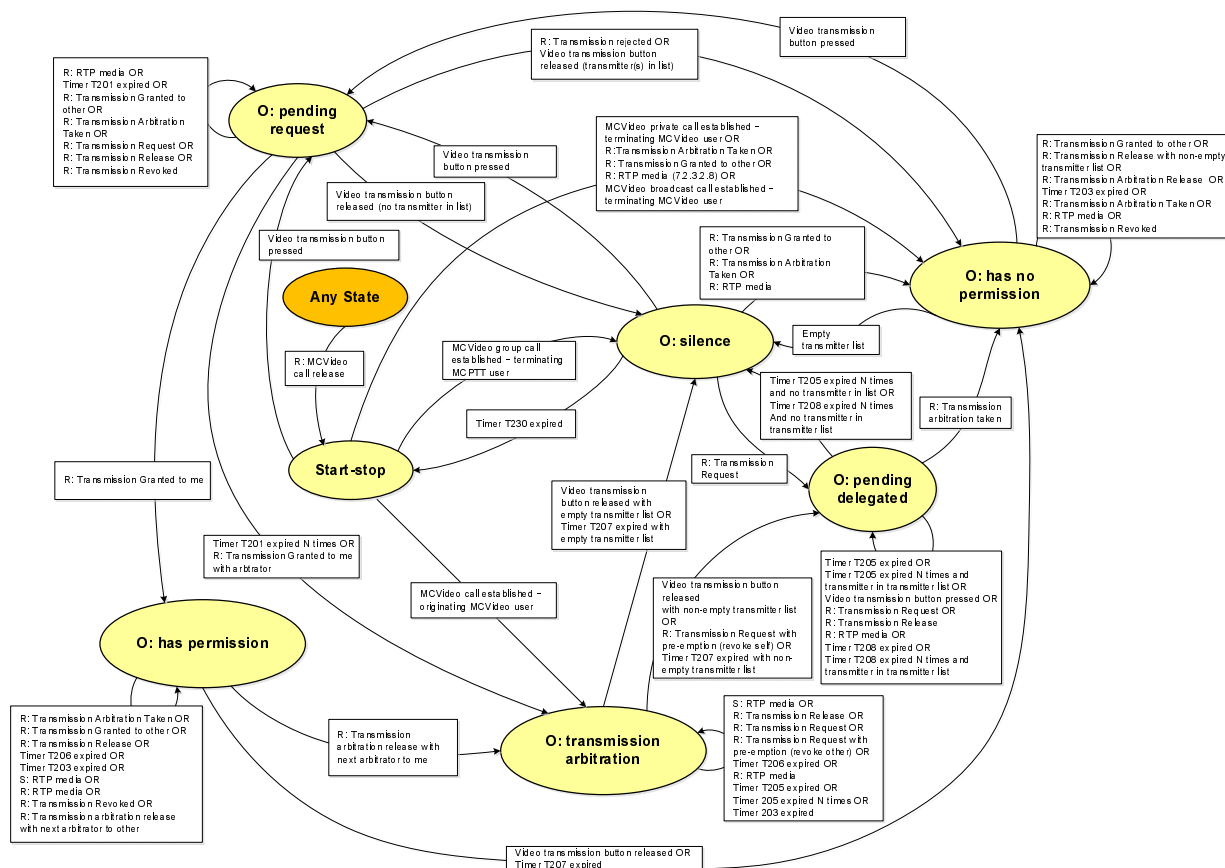 Video transmission
button pressed
R: Transmission rejected OR
Video transmission button
released (transmitter(s) in list)
R: RTP media OR
Timer T201 expired OR
R: Transmission Granted to
other OR
R: Transmission Arbitration
Taken OR
R: Transmission Request OR
R: Transmission Release OR
R: Transmission Revoked
O: pending
request
MCVideo private call established –
terminating MCVideo user OR
R:Transmission Arbitration Taken OR
R: Transmission Granted to other OR
R: RTP media (7.2.3.2.8) OR
MCVideo broadcast call established –
terminating MCVideo user
Video transmission
button pressed
R: Transmission Granted to other OR
R: Transmission Release with non-empty
transmitter list OR
R: Transmission Arbitration Release OR
Timer T203 expired OR
R: Transmission Arbitration Taken OR
R: RTP media OR
R: Transmission Revoked
Video transmission button
released (no transmitter in list)
Video transmission button
pressed
R: Transmission Granted to
other OR
R: Transmission Arbitration
Taken OR
R: RTP media
O: has no
permission
Any State
O: silence
Empty
transmitter list
R: MCVideo
call release
MCVideo group call
established – terminating
MCPTT user
Timer T205 expired N times
and no transmitter in list OR
Timer T208 expired N times
And no transmitter in
transmitter list
R: Transmission
arbitration taken
Timer T230 expired
Start-stop
R: Transmission
Request
O: pending
delegated
R: Transmission Granted to me
Video transmission
button released with
empty transmitter list OR
Timer T207 expired with
empty transmitter list
Timer T201 expired N times OR
R: Transmission Granted to me
with arbtrator
MCVideo call established –
originating MCVideo user
Video transmission button
released
with non-empty transmitter list
OR
R: Transmission Request with
pre-emption (revoke self) OR
Timer T207 expired with non-
empty transmitter list
Timer T205 expired OR
Timer T205 expired N times and
transmitter in transmitter list OR
Video transmission button pressed OR
R: Transmission Request OR
R: Transmission Release
R: RTP media OR
Timer T208 expired OR
Timer T208 expired N times and
transmitter in transmitter list
O: has permission
R: Transmission Arbitration Taken OR
R: Transmission Granted to other OR
R: Transmission Release OR
Timer T206 expired OR
Timer T203 expired OR
S: RTP media OR
R: RTP media OR
R: Transmission Revoked OR
R: Transmission arbitration release
with next arbitrator to other
R: Transmission
arbitration release with
next arbitrator to me
O: transmission
arbitration
S: RTP media OR
R: Transmission Release OR
R: Transmission Request OR
R: Transmission Request with
pre-emption (revoke other) OR
Timer T206 expired OR
R: RTP media
Timer T205 expired OR
Timer 205 expired N times OR
Timer 203 expired
Video transmission button released OR
Timer T207 expired